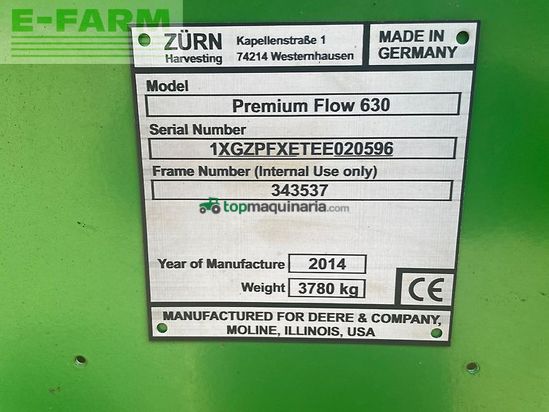 E-FARM
ZÜRN
Harvesting
Kapellenstraße 1
74214 Westernhausen
MADE IN
GERMANY
Model
Premium Flow 630
Serial Number
1XGZPFXETEE020596
Frame Number (Internal Use only)
343537
topmaquinaria.com
Year of Manufacture 2014
Weight 3780 kg
CE
MANUFACTURED FOR DEERE & COMPANY,
MOLINE, ILLINOIS, USA